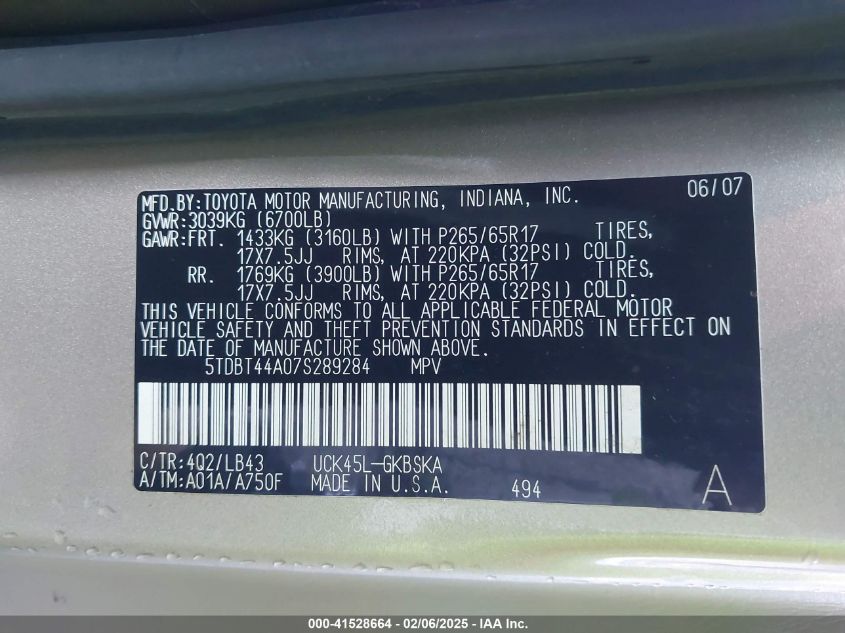 MFD.BY:TOYOTA MOTOR MANUFACTURING, INDIANA, INC. 06/07
GVWR:3039KG (6700LB)
GAWR:FRT. 1433KG (3160LB) WITH P265/65R17 TIRES,
17X7.5JJ RIMS, AT 220KPA (32PSI) COLD.
RR. 1769KG (3900LB) WITH P265/65R17 TIRES,
17X7.5JJ RIMS, AT 220KPA (32PSI) COLD.
THIS VEHICLE CONFORMS TO ALL APPLICABLE FEDERAL MOTOR
VEHICLE SAFETY AND THEFT PREVENTION STANDARDS IN EFFECT ON
THE DATE OF MANUFACTURE SHOWN ABOVE.
5TDBT44A07S289284 MPV
C/TR:4Q2/LB43 UCK45L-GKBSKA
A/TM:A01A/A750F MADE IN U.S.A. 494 A
000-41528664 - 02/06/2025 - IAA Inc.